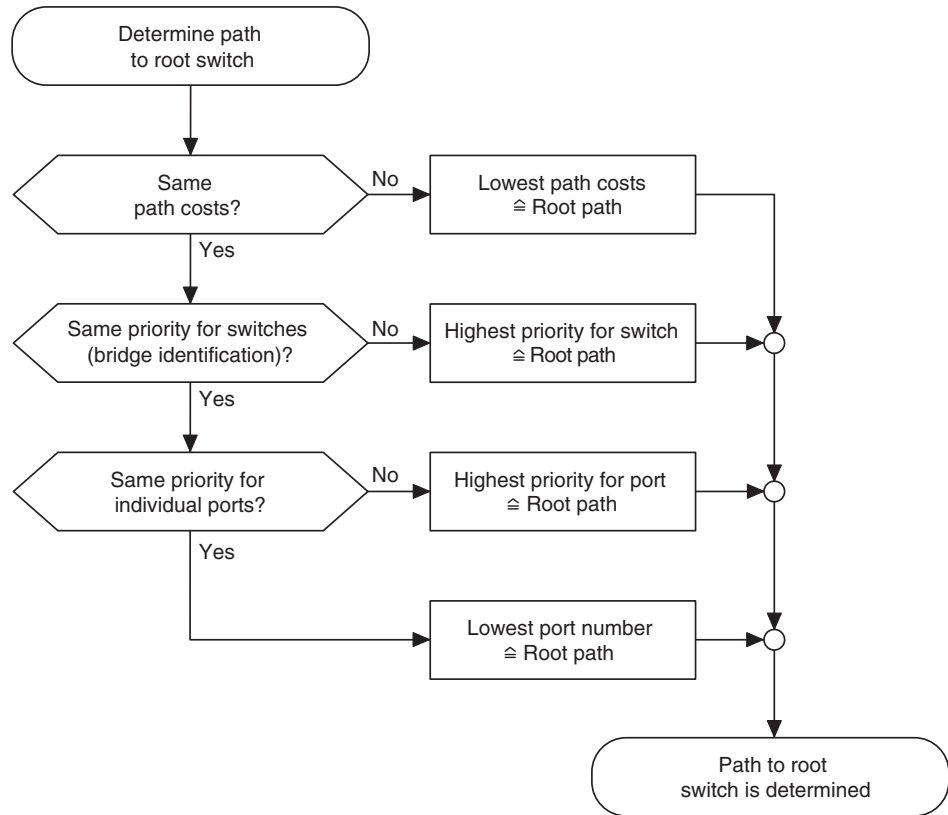 Determine path
to root switch
Same
path costs?
No
Lowest path costs
≙ Root path
Yes
Same priority for switches
(bridge identification)?
No
Highest priority for switch
≙ Root path
Yes
Same priority for
individual ports?
No
Highest priority for port
≙ Root path
Yes
Lowest port number
≙ Root path
Path to root
switch is determined